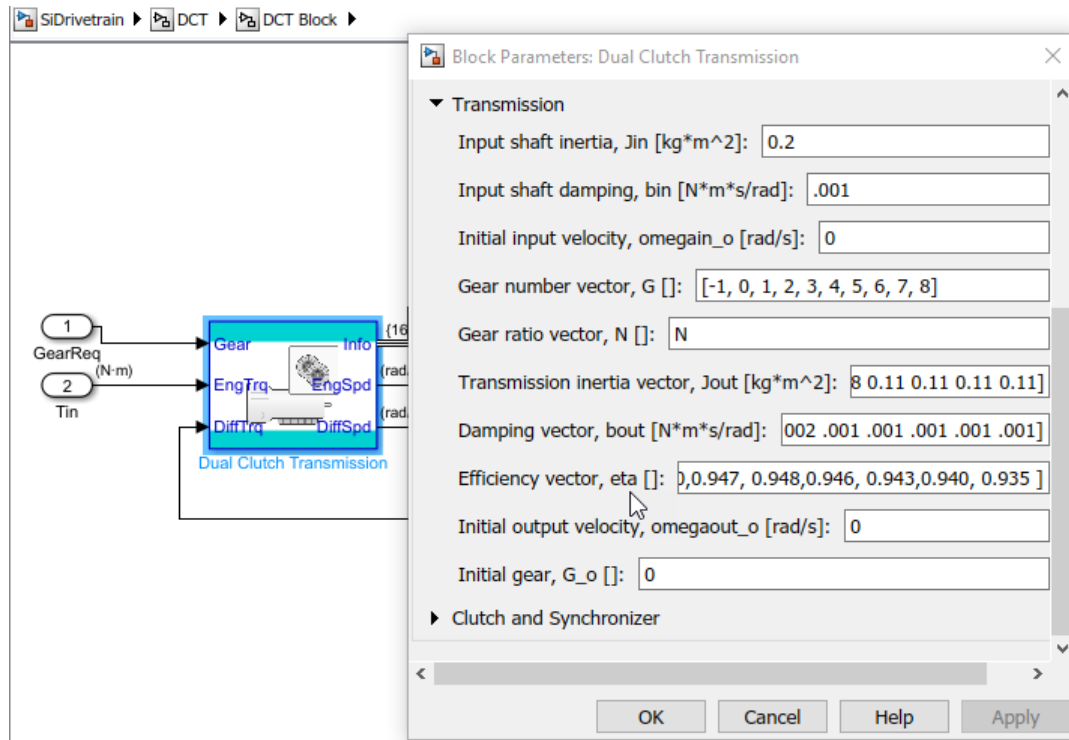 SiDrivetrain ▶ DCT ▶ DCT Block ▶
Block Parameters: Dual Clutch Transmission
Transmission
Input shaft inertia, Jin [kg*m^2]: 0.2
Input shaft damping, bin [N*m*s/rad]: .001
Initial input velocity, omegain_o [rad/s]: 0
Gear number vector, G []: [-1, 0, 1, 2, 3, 4, 5, 6, 7, 8]
Gear ratio vector, N []: N
Transmission inertia vector, Jout [kg*m^2]: 8 0.11 0.11 0.11 0.11]
Damping vector, bout [N*m*s/rad]: 002 .001 .001 .001 .001 .001]
Efficiency vector, eta []: 0,0.947, 0.948,0.946, 0.943,0.940, 0.935 ]
Initial output velocity, omegaout_o [rad/s]: 0
Initial gear, G_o []: 0
Clutch and Synchronizer
OK Cancel Help Apply
1
GearReq
(N·m)
2
Tin
Gear Info
EngTrq EngSpd
DiffTrq DiffSpd
Dual Clutch Transmission
{16
(rad
(rad